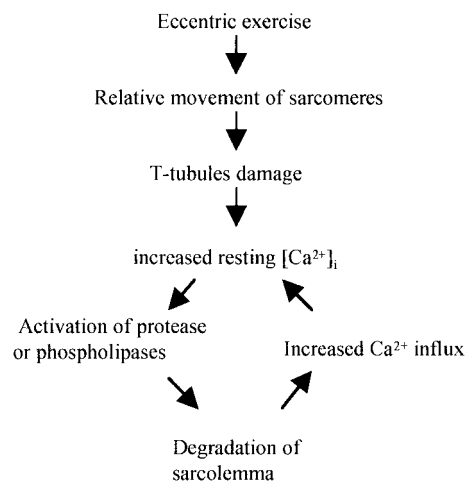 Eccentric exercise
Relative movement of sarcomeres
T-tubules damage
increased resting [Ca²⁺]ᵢ
Activation of protease
or phospholipases
Increased Ca²⁺ influx
Degradation of
sarcolemma